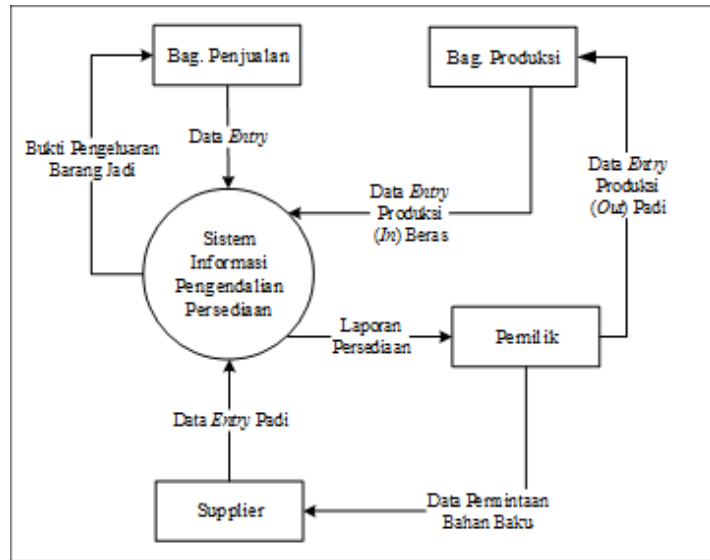 Bag. Penjualan
Bag. Produksi
Bukti Pengeluaran
Barang Jadi
Data Entry
Data Entry
Produksi
(In) Beras
Data Entry
Produksi
(Out) Padi
Sistem
Informasi
Pengendalian
Persediaan
Laporan
Persediaan
Pemilik
Data Entry Padi
Supplier
Data Permintaan
Bahan Baku